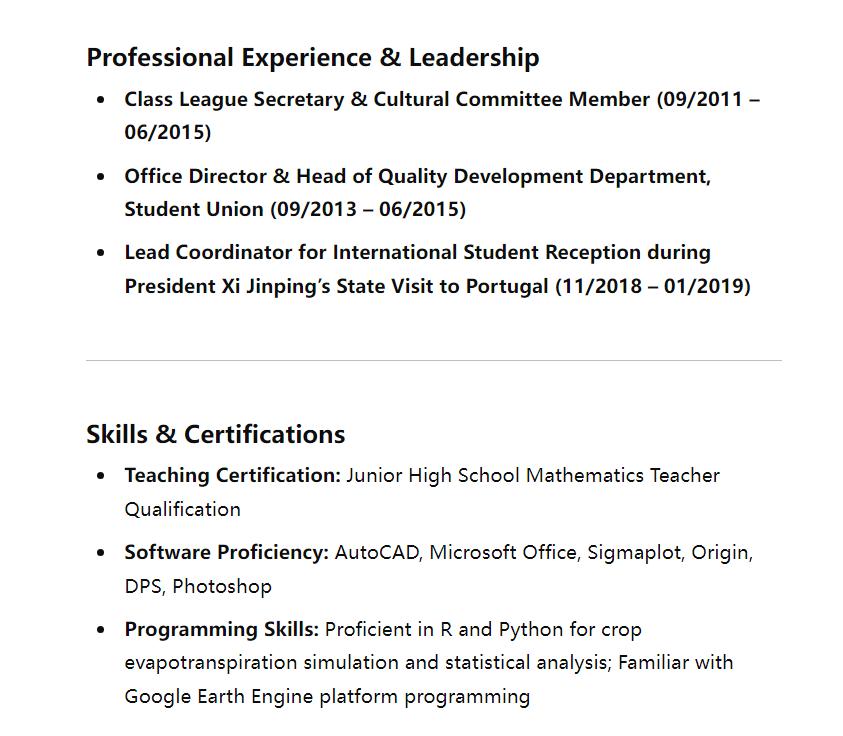 Professional Experience & Leadership
• Class League Secretary & Cultural Committee Member (09/2011 –
06/2015)
• Office Director & Head of Quality Development Department,
Student Union (09/2013 – 06/2015)
• Lead Coordinator for International Student Reception during
President Xi Jinping’s State Visit to Portugal (11/2018 – 01/2019)
Skills & Certifications
• Teaching Certification: Junior High School Mathematics Teacher
Qualification
• Software Proficiency: AutoCAD, Microsoft Office, Sigmaplot, Origin,
DPS, Photoshop
• Programming Skills: Proficient in R and Python for crop
evapotranspiration simulation and statistical analysis; Familiar with
Google Earth Engine platform programming